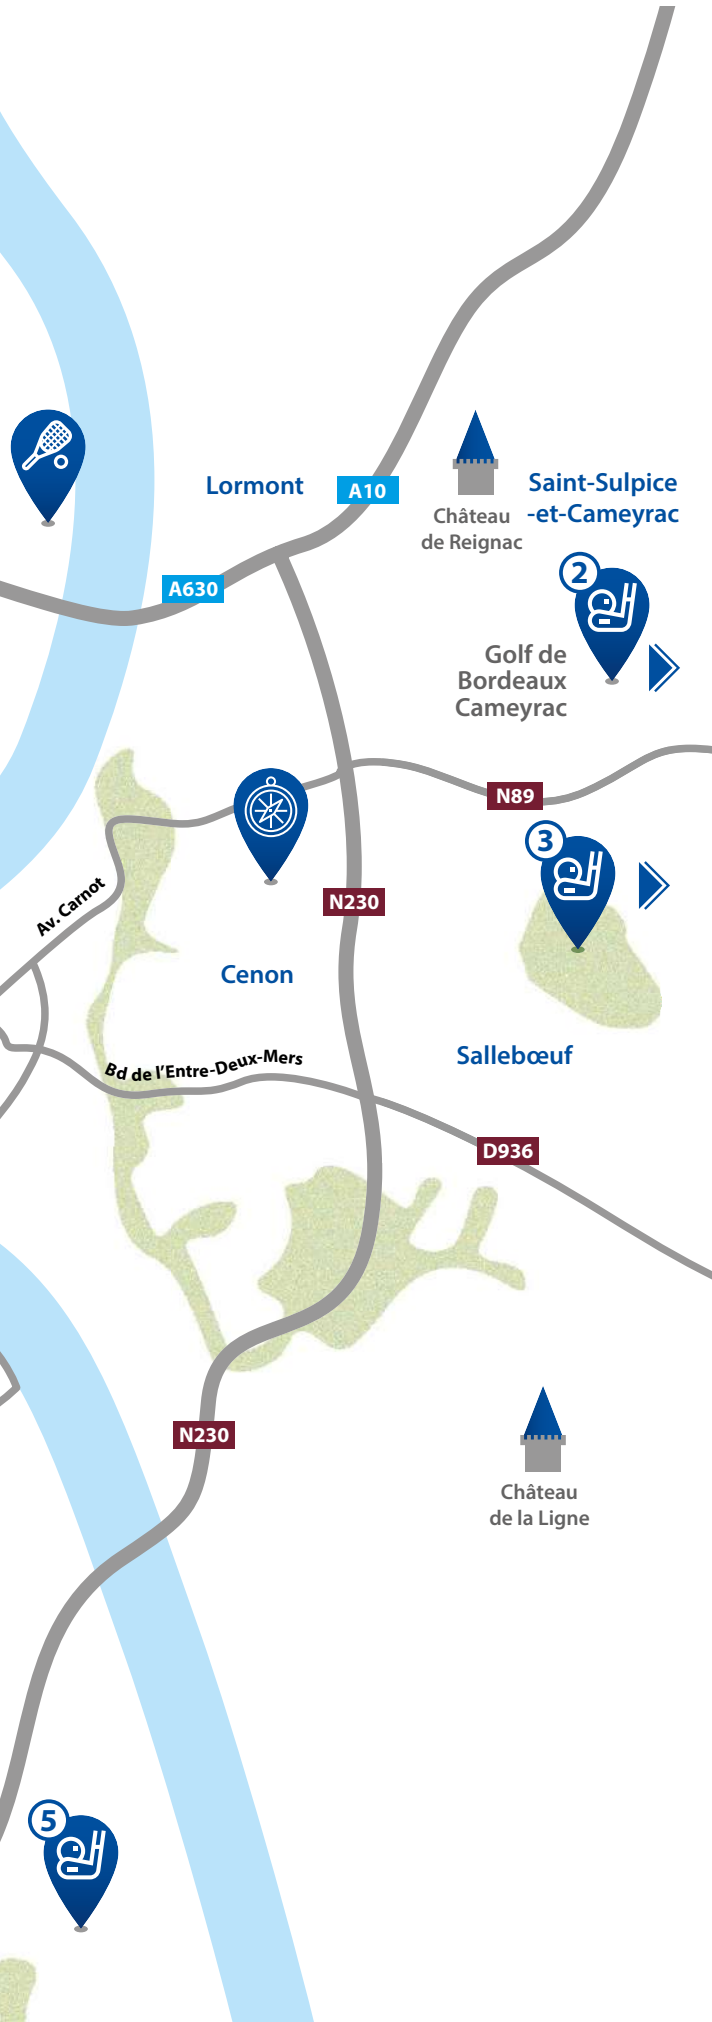 Lormont
A10
Château
de Reignac
Saint-Sulpice
-et-Cameyrac
A630
2
Golf de
Bordeaux
Cameyrac
N89
3
Av. Carnot
N230
Cenon
Sallebœuf
Bd de l'Entre-Deux-Mers
D936
N230
Château
de la Ligne
5